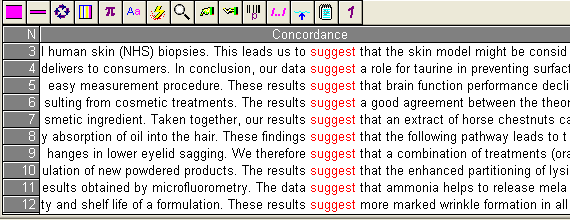 π Aa 1
N Concordance
3 l human skin (NHS) biopsies. This leads us to suggest that the skin model might be consid
4 delivers to consumers. In conclusion, our data suggest a role for taurine in preventing surfact
5 easy measurement procedure. These results suggest that brain function performance decli
6 sulting from cosmetic treatments. The results suggest a good agreement between the theor
7 smetic ingredient. Taken together, our results suggest that an extract of horse chestnuts ca
8 y absorption of oil into the hair. These findings suggest that the following pathway leads to t
9 hanges in lower eyelid sagging. We therefore suggest that a combination of treatments (ora
10 ulation of new powdered products. The results suggest that the enhanced partitioning of lysi
11 esults obtained by microfluorometry. The data suggest that ammonia helps to release mela
12 ty and shelf life of a formulation. These results suggest more marked wrinkle formation in all